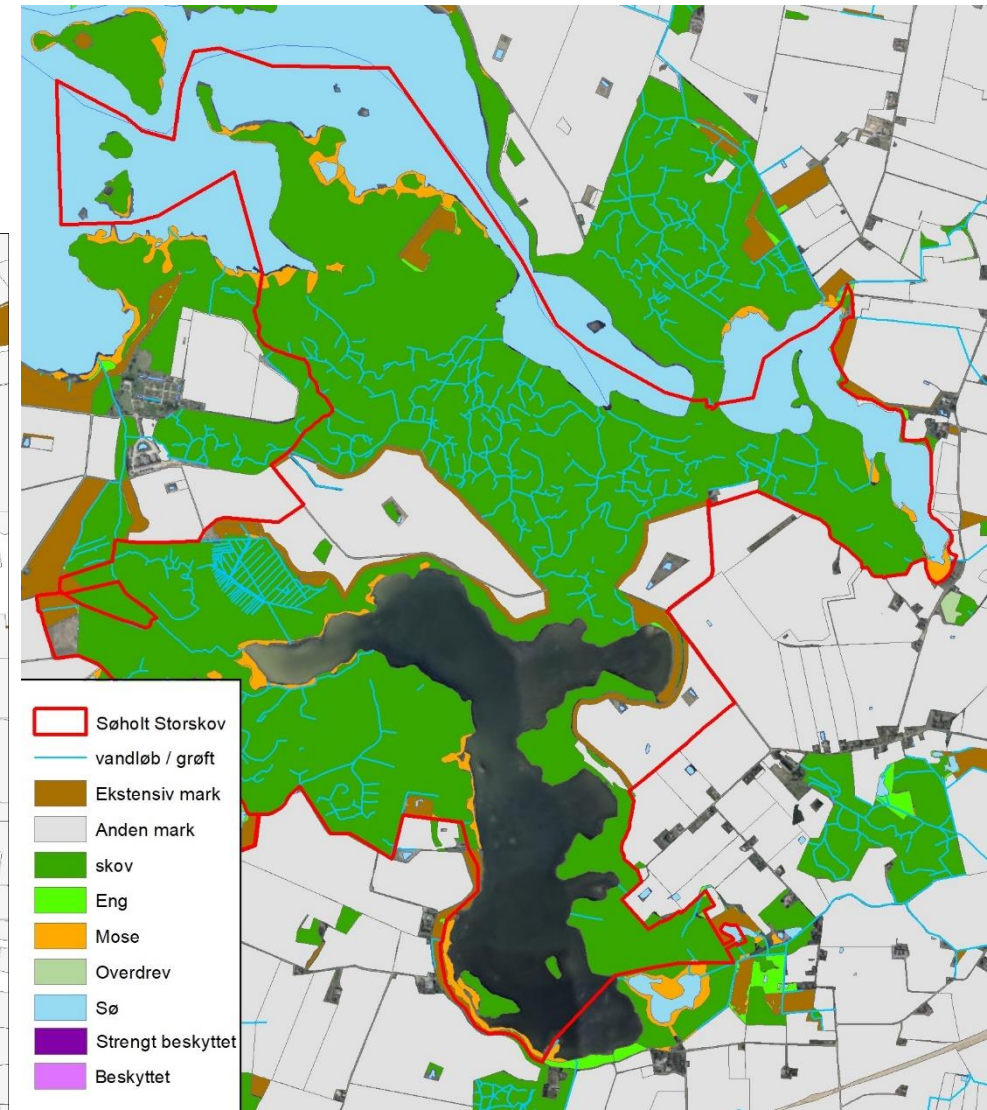 Søholt Storskov
vandløb / grøft
Ekstensiv mark
Anden mark
skov
Eng
Mose
Overdrev
Sø
Strengt beskyttet
Beskyttet